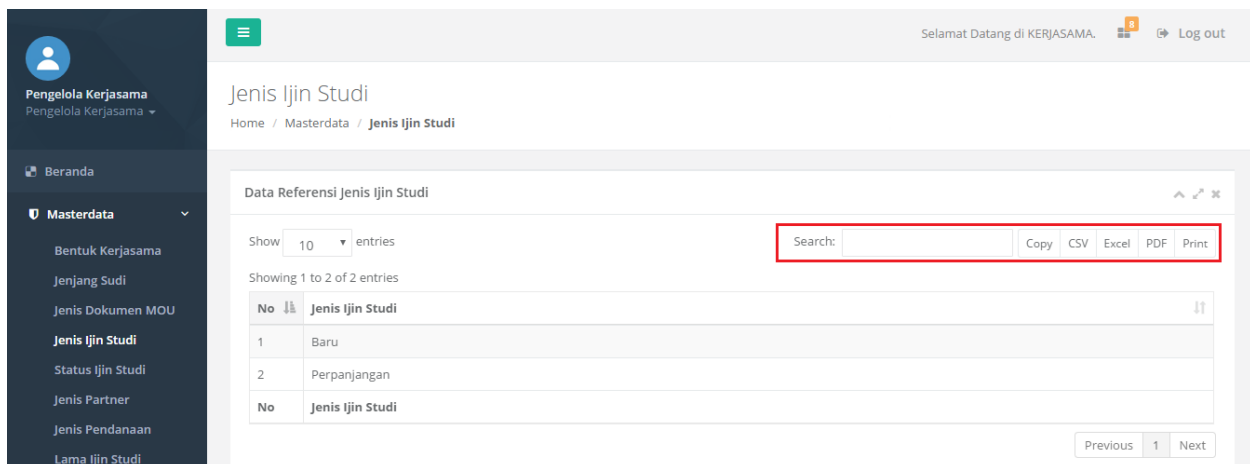 Pengelola Kerjasama
Pengelola Kerjasama
Beranda
Masterdata
Bentuk Kerjasama
Jenjang Sudi
Jenis Dokumen MOU
Jenis Ijin Studi
Status Ijin Studi
Jenis Partner
Jenis Pendanaan
Lama Ijin Studi
Selamat Datang di KERJASAMA. 8 Log out
Jenis Ijin Studi
Home / Masterdata / Jenis Ijin Studi
Data Referensi Jenis Ijin Studi
Show 10 entries Search: Copy CSV Excel PDF Print
Showing 1 to 2 of 2 entries
No Jenis Ijin Studi
1 Baru
2 Perpanjangan
No Jenis Ijin Studi
Previous 1 Next